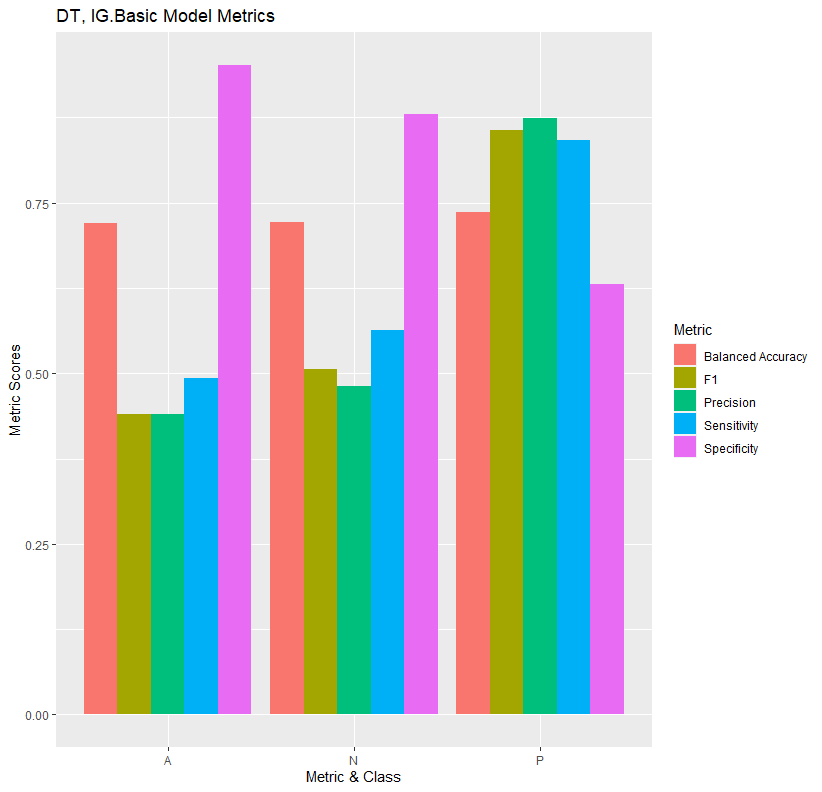 DT, IG.Basic Model Metrics
Metric Scores
0.75
0.50
0.25
0.00
A
N
P
Metric & Class
Metric
Balanced Accuracy
F1
Precision
Sensitivity
Specificity